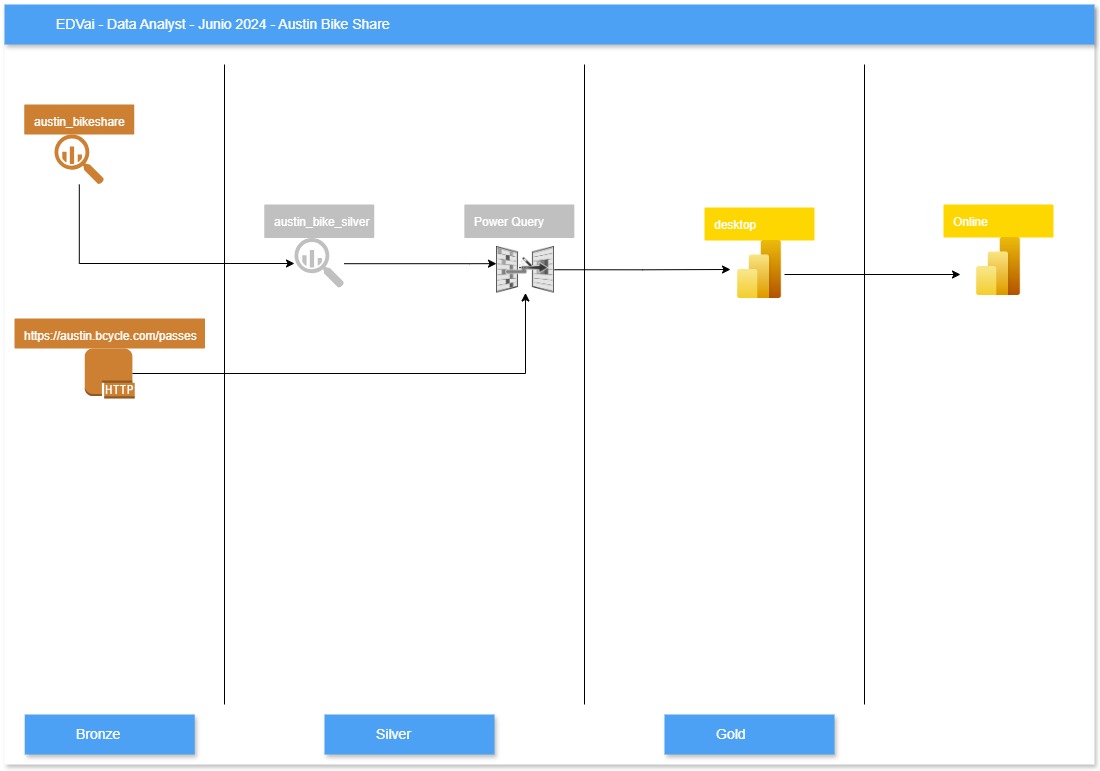 EDVai - Data Analyst - Junio 2024 - Austin Bike Share
austin_bikeshare
austin_bike_silver
Power Query
desktop
Online
https://austin.bcycle.com/passes
HTTP
Bronze
Silver
Gold